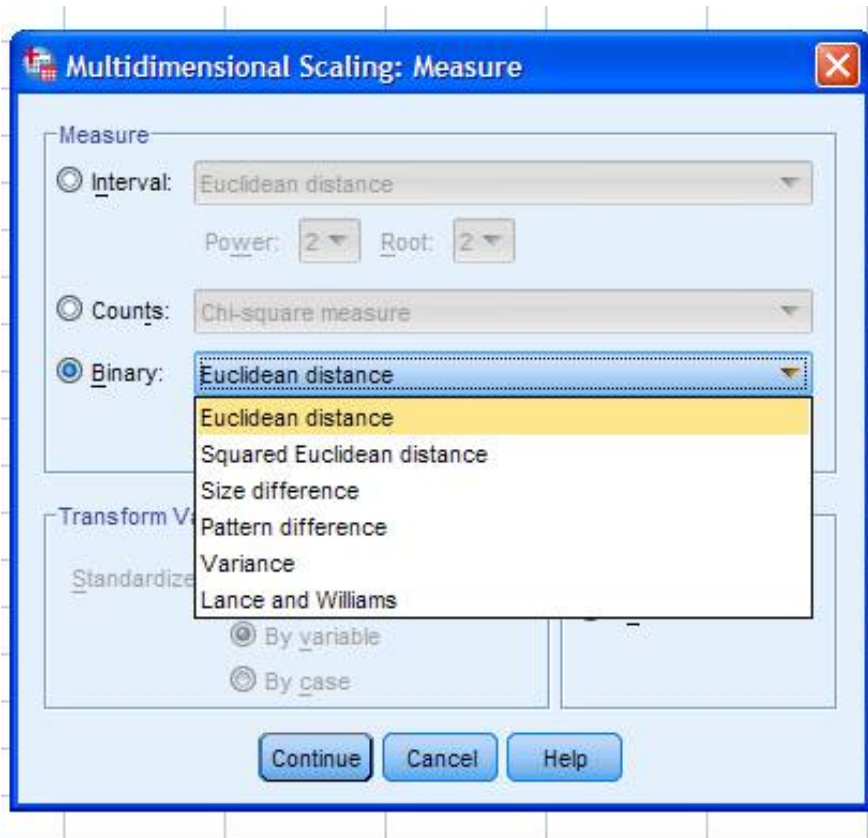 Multidimensional Scaling: Measure
Measure
Interval: Euclidean distance
Power: 2 Root: 2
Counts: Chi-square measure
Binary: Euclidean distance
Euclidean distance
Squared Euclidean distance
Size difference
Pattern difference
Variance
Lance and Williams
Transform
Standardize
By variable
By case
Continue Cancel Help